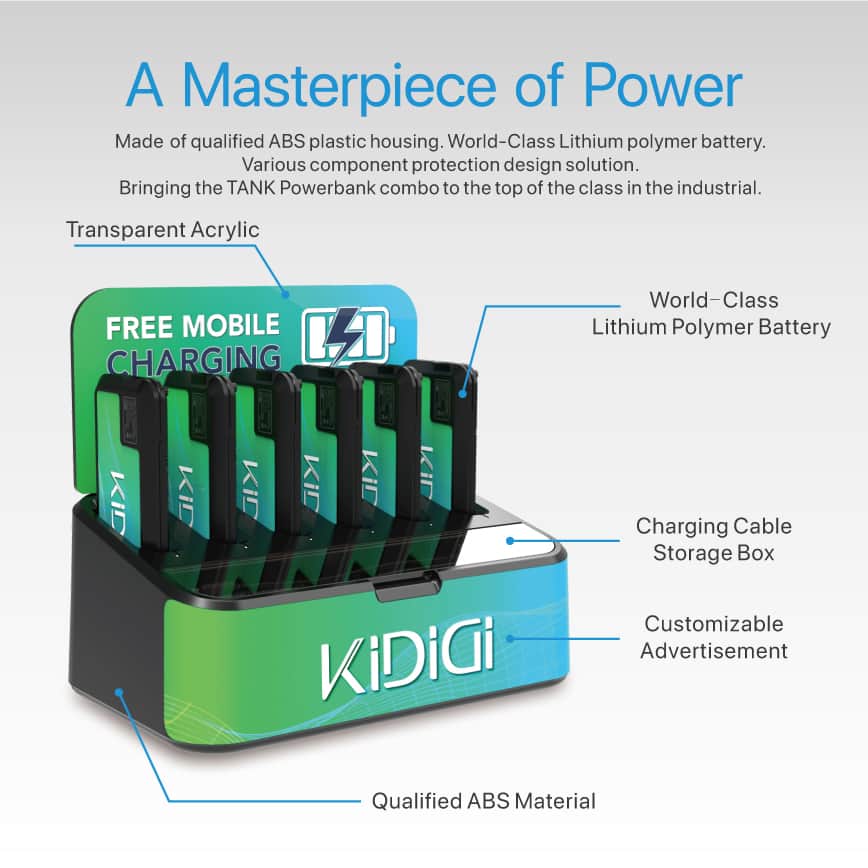 A Masterpiece of Power
Made of qualified ABS plastic housing. World-Class Lithium polymer battery.
Various component protection design solution.
Bringing the TANK Powerbank combo to the top of the class in the industrial.
Transparent Acrylic
World-Class
Lithium Polymer Battery
FREE MOBILE
CHARGING
KiDiGi
Charging Cable
Storage Box
Customizable
Advertisement
Qualified ABS Material